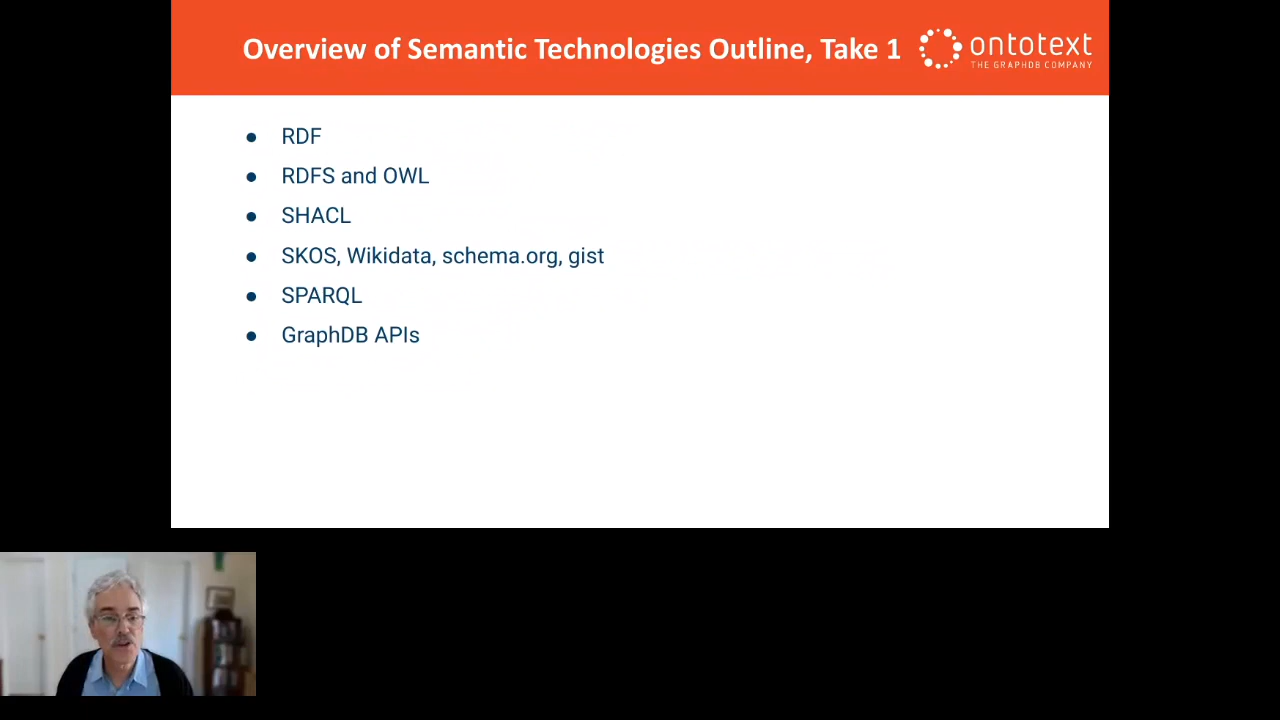 Overview of Semantic Technologies Outline, Take 1
ontotext
THE GRAPHDB COMPANY
● RDF
● RDFS and OWL
● SHACL
● SKOS, Wikidata, schema.org, gist
● SPARQL
● GraphDB APIs